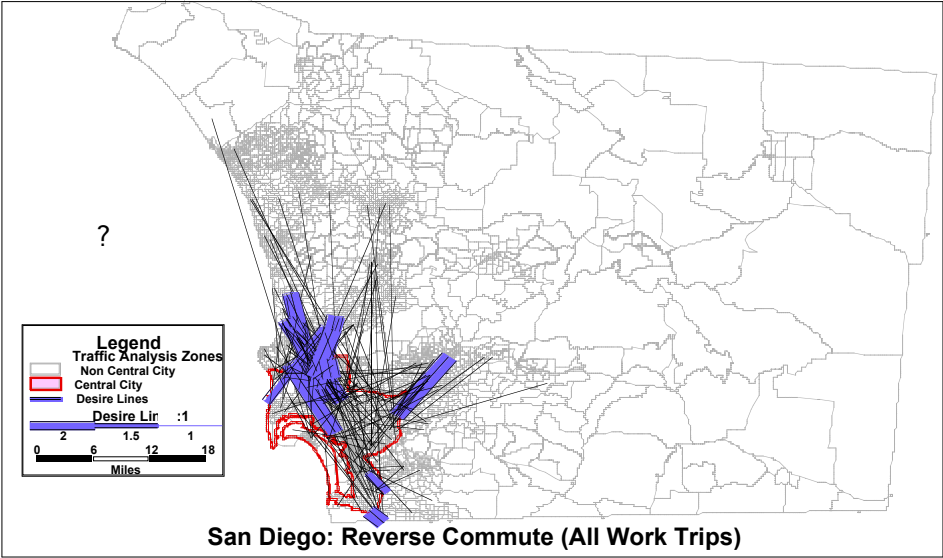 ?
Legend
Traffic Analysis Zones
Non Central City
Central City
Desire Lines
Desire Lin :1
2 1.5 1
0 6 12 18
Miles
San Diego: Reverse Commute (All Work Trips)